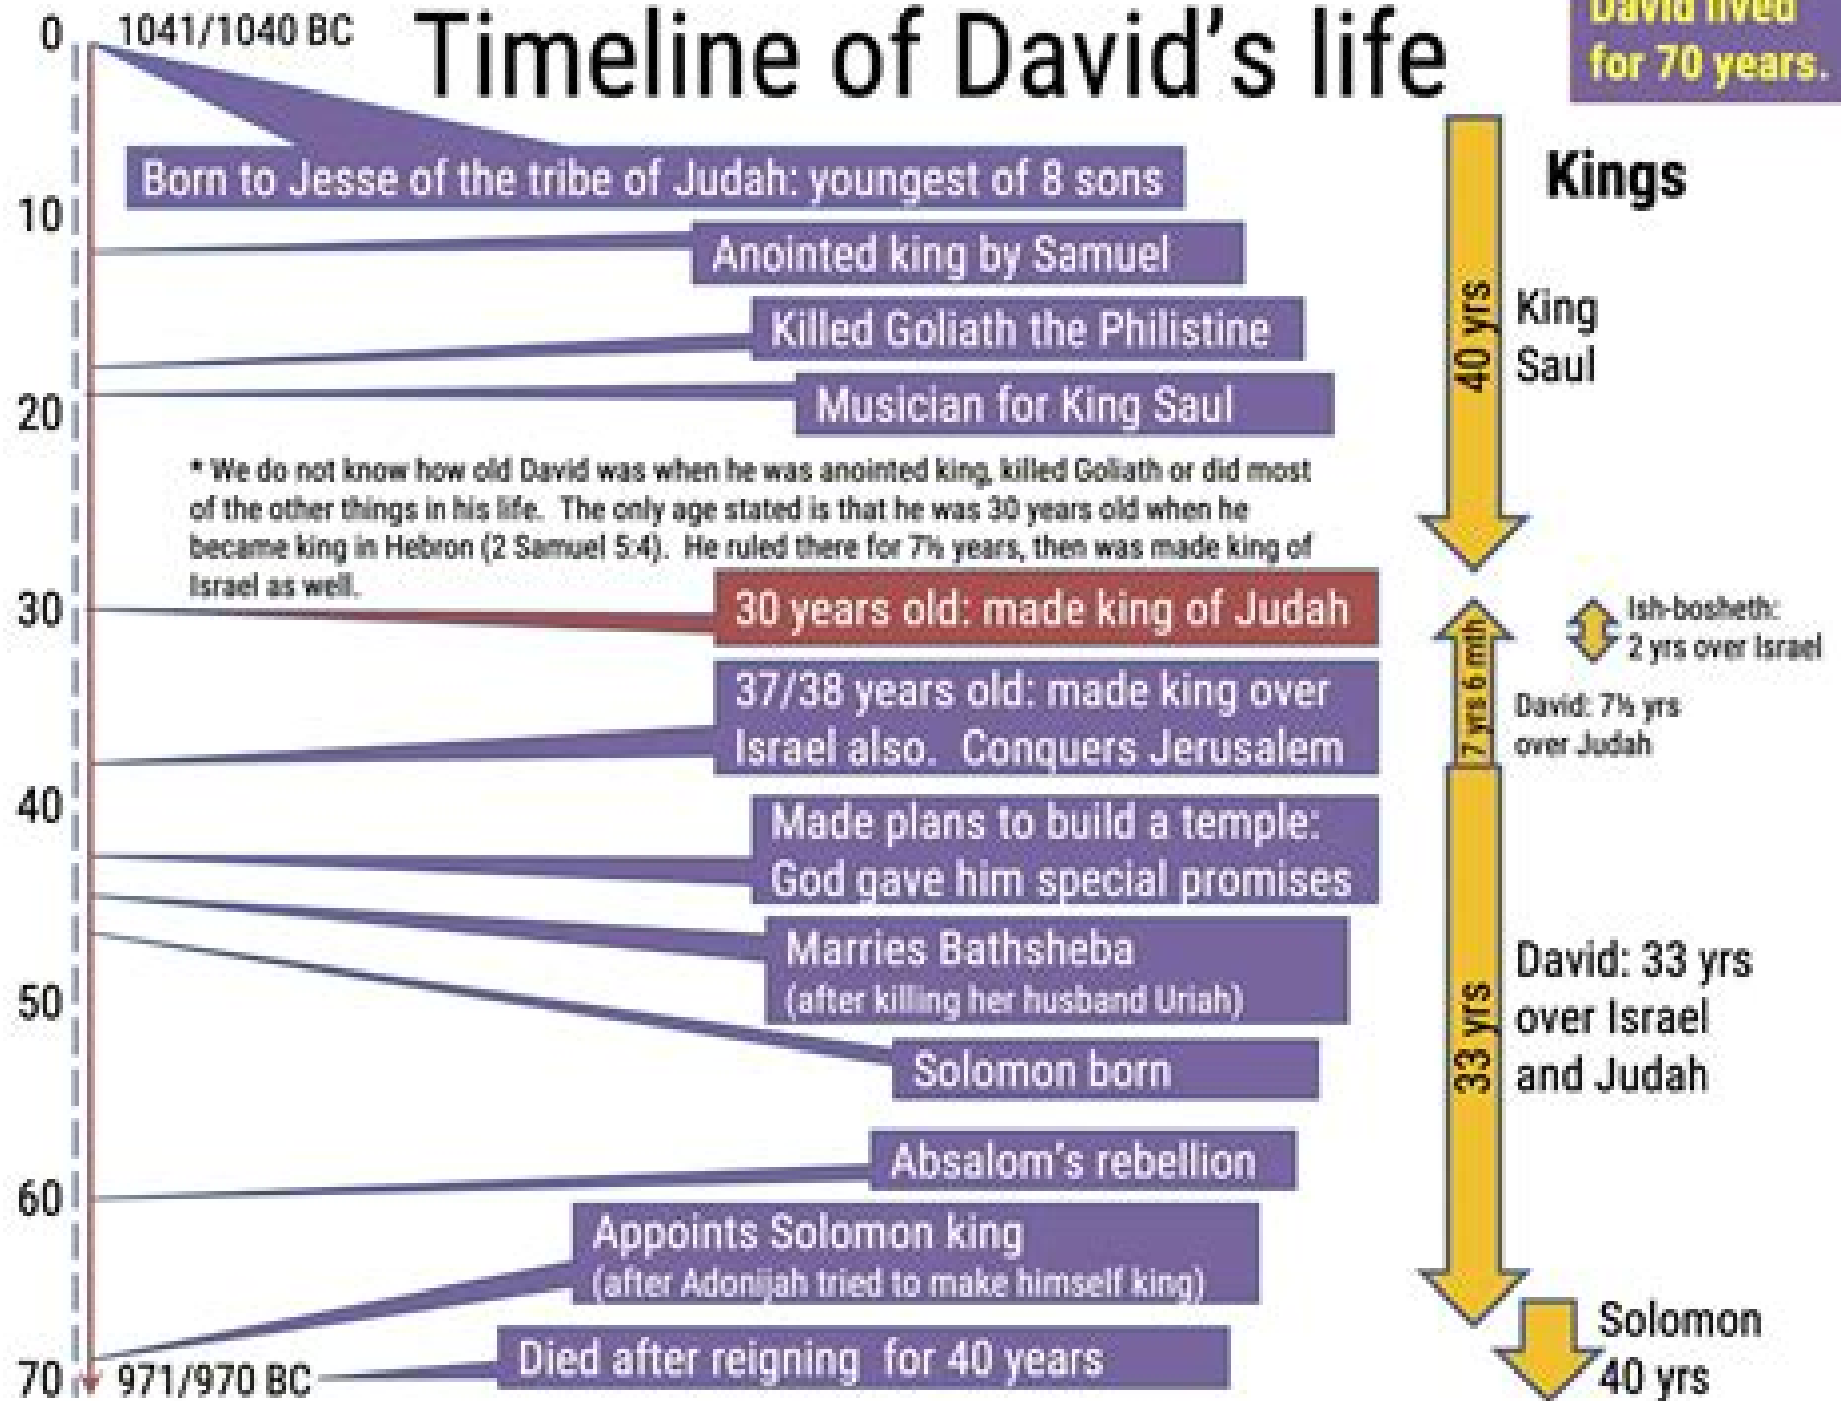 Timeline of David's life
David lived
for 70 years.
0
1041/1040 BC
Born to Jesse of the tribe of Judah: youngest of 8 sons
10
Anointed king by Samuel
Killed Goliath the Philistine
Musician for King Saul
20
* We do not know how old David was when he was anointed king, killed Goliath or did most
of the other things in his life. The only age stated is that he was 30 years old when he
became king in Hebron (2 Samuel 5:4). He ruled there for 7½ years, then was made king of
Israel as well.
30
30 years old: made king of Judah
37/38 years old: made king over
Israel also. Conquers Jerusalem
40
Made plans to build a temple:
God gave him special promises
Marries Bathsheba
(after killing her husband Uriah)
50
Solomon born
Absalom's rebellion
60
Appoints Solomon king
(after Adonijah tried to make himself king)
Died after reigning for 40 years
70
971/970 BC
Kings
40 yrs
King
Saul
7 yrs 6 mth
Ish-bosheth:
2 yrs over Israel
David: 7½ yrs
over Judah
33 yrs
David: 33 yrs
over Israel
and Judah
Solomon
40 yrs